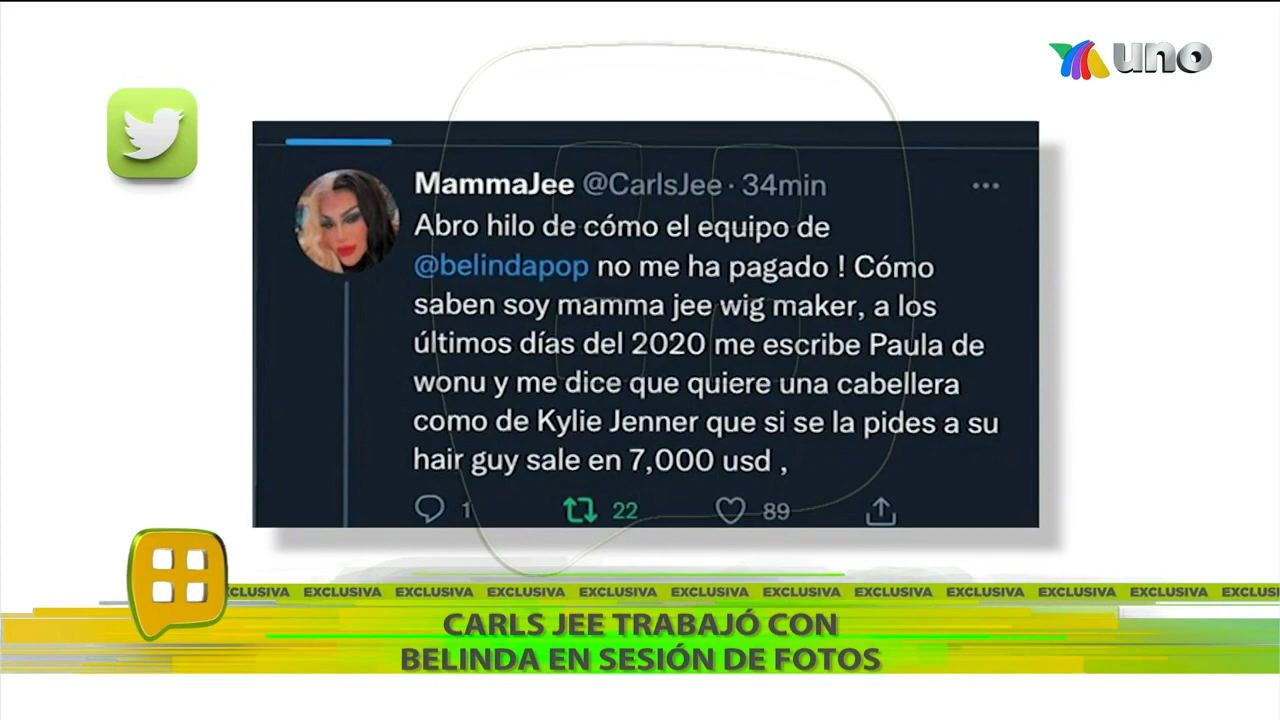 uno
MammaJee @CarlsJee · 34min
Abro hilo de cómo el equipo de
@belindapop no me ha pagado ! Cómo
saben soy mamma jee wig maker, a los
últimos días del 2020 me escribe Paula de
wonu y me dice que quiere una cabellera
como de Kylie Jenner que si se la pides a su
hair guy sale en 7,000 usd ,
1 22 89
EXCLUSIVA EXCLUSIVA EXCLUSIVA EXCLUSIVA EXCLUSIVA EXCLUSIVA EXCLUSIVA EXCLUSIVA EXCLUSIVA EXCLUSIVA EXCLUSI
CARLS JEE TRABAJÓ CON
BELINDA EN SESIÓN DE FOTOS